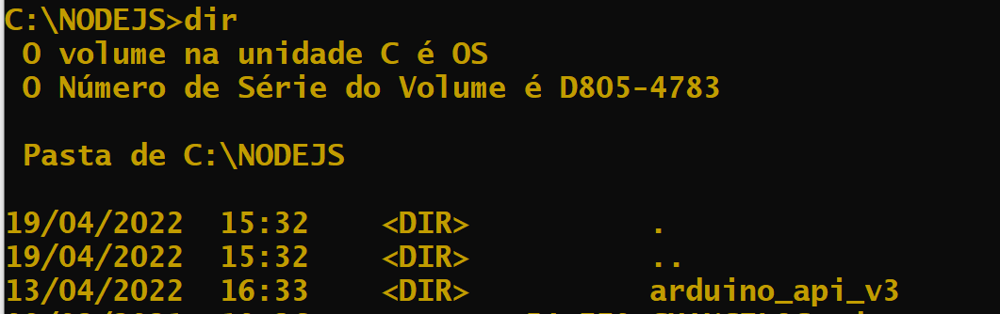 C:\NODEJS>dir
O volume na unidade C é OS
O Número de Série do Volume é D805-4783
Pasta de C:\NODEJS
19/04/2022 15:32 <DIR> .
19/04/2022 15:32 <DIR> ..
13/04/2022 16:33 <DIR> arduino_api_v3